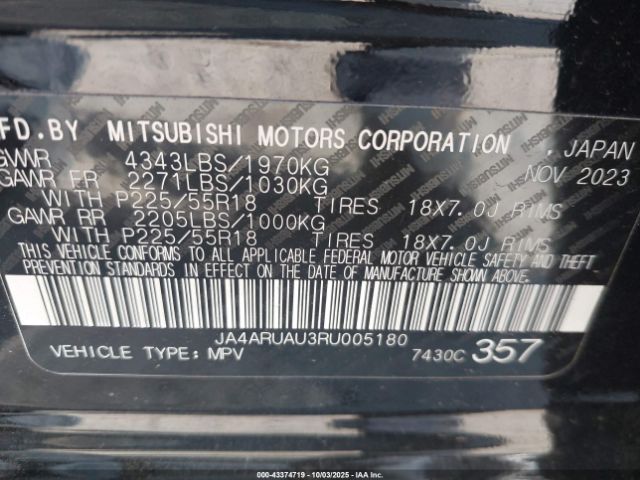 FD.BY MITSUBISHI MOTORS CORPORATION , JAPAN
GVWR 4343LBS/1970KG NOV 2023
GAWR FR 2271LBS/1030KG
WITH P225/55R18 TIRES 18X7.0J RIMS
GAWR RR 2205LBS/1000KG
WITH P225/55R18 TIRES 18X7.0J RIMS
THIS VEHICLE CONFORMS TO ALL APPLICABLE FEDERAL MOTOR VEHICLE SAFETY AND THEFT
PREVENTION STANDARDS IN EFFECT ON THE DATE OF MANUFACTURE SHOWN ABOVE.
JA4ARUAU3RU005180
VEHICLE TYPE: MPV 7430C 357
000-43374719 - 10/03/2025 - IAA Inc.